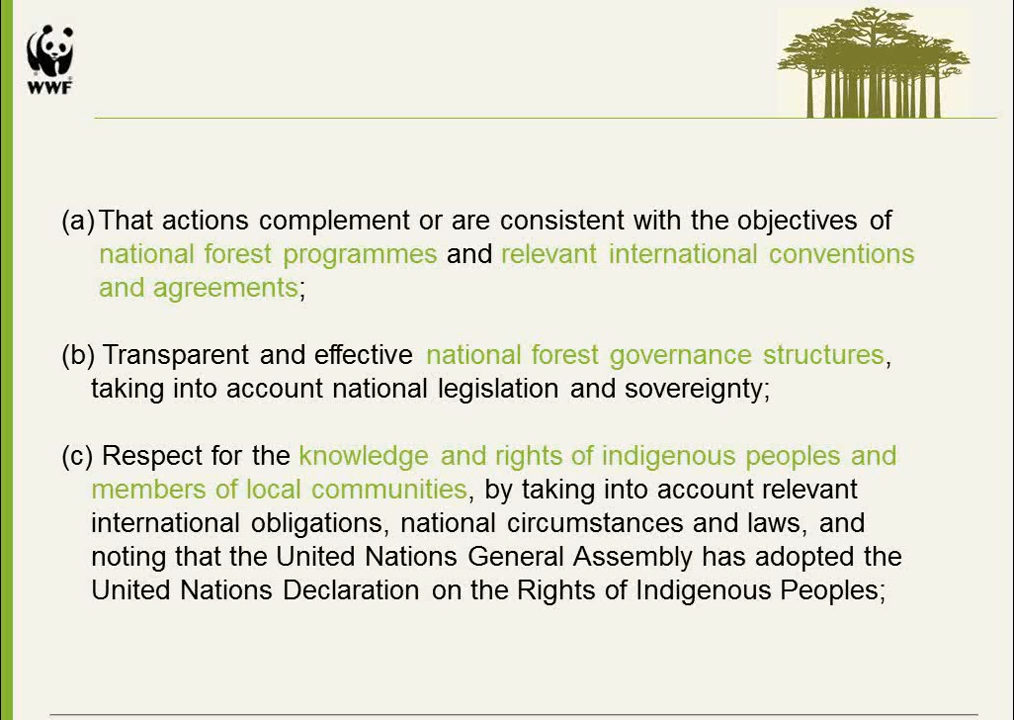 WWF
(a) That actions complement or are consistent with the objectives of
national forest programmes and relevant international conventions
and agreements;
(b) Transparent and effective national forest governance structures,
taking into account national legislation and sovereignty;
(c) Respect for the knowledge and rights of indigenous peoples and
members of local communities, by taking into account relevant
international obligations, national circumstances and laws, and
noting that the United Nations General Assembly has adopted the
United Nations Declaration on the Rights of Indigenous Peoples;